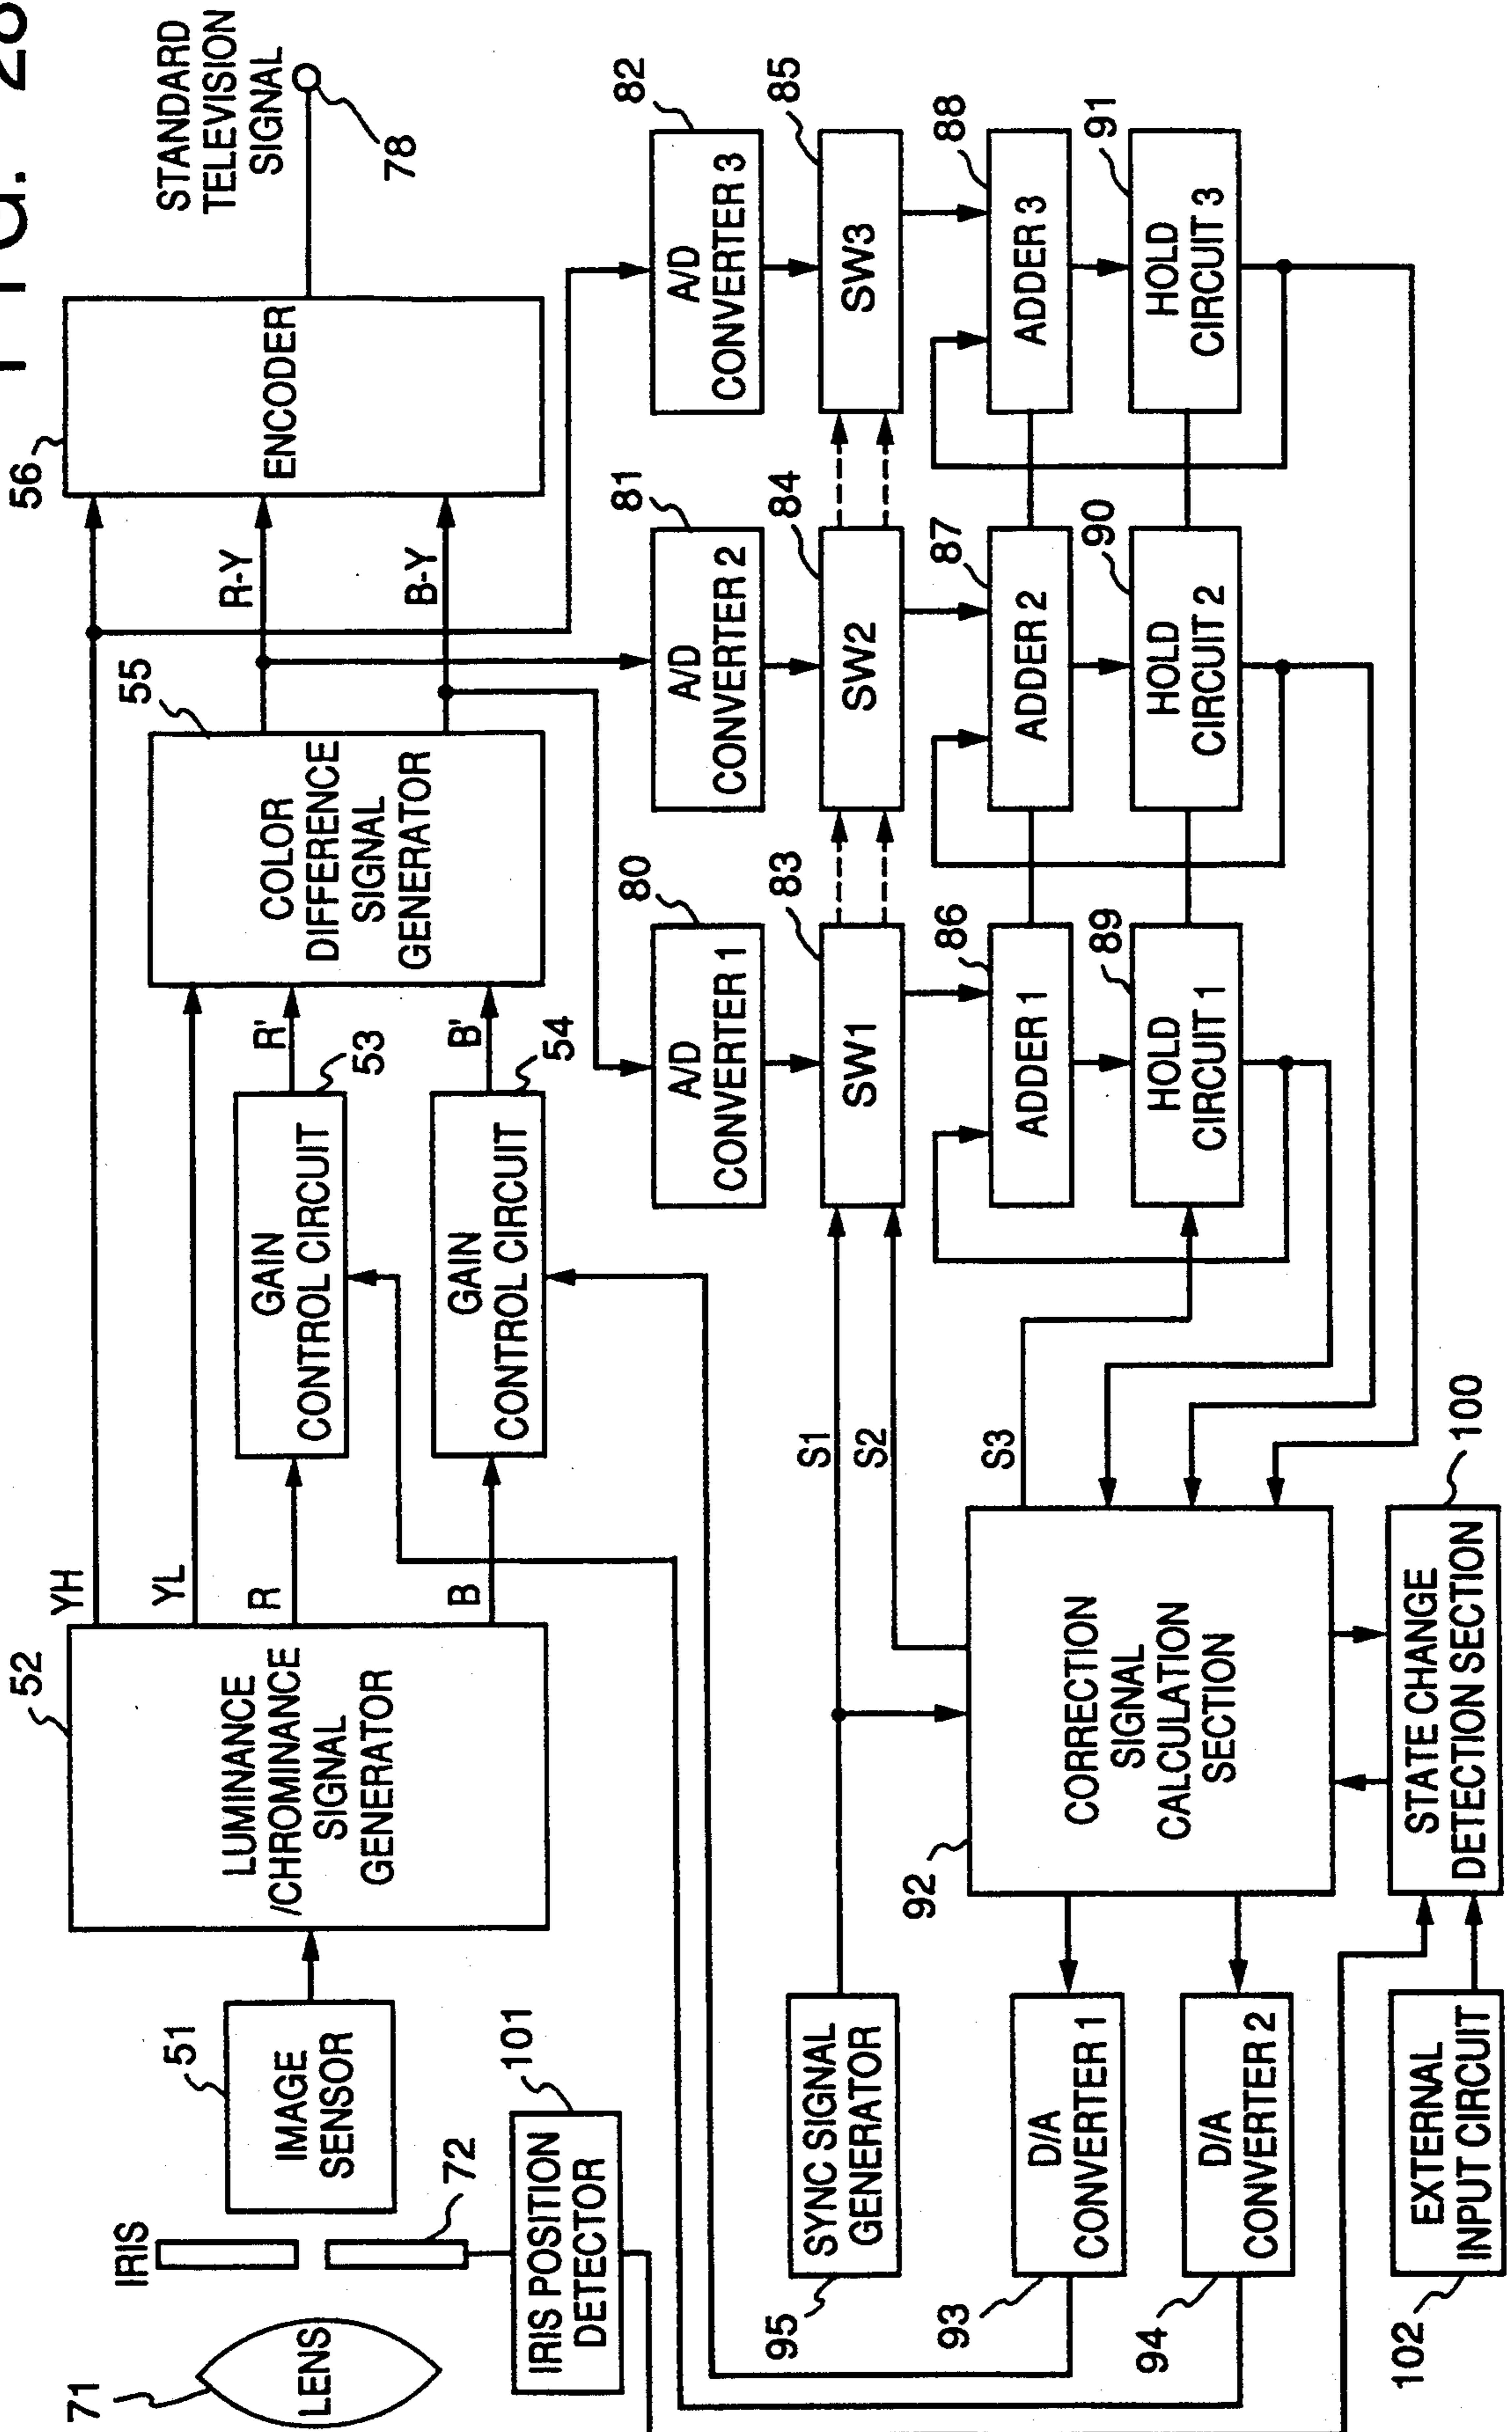 FIG. 28
STANDARD
TELEVISION
SIGNAL
78
56
ENCODER
R-Y
B-Y
55
COLOR
DIFFERENCE
SIGNAL
GENERATOR
R'
53
B'
54
GAIN
CONTROL CIRCUIT
GAIN
CONTROL CIRCUIT
YH
YL
R
B
52
LUMINANCE
/CHROMINANCE
SIGNAL
GENERATOR
51
IMAGE
SENSOR
IRIS
72
71
LENS
101
IRIS POSITION
DETECTOR
82
A/D
CONVERTER 3
81
A/D
CONVERTER 2
80
A/D
CONVERTER 1
85
SW3
84
SW2
83
SW1
88
ADDER 3
87
ADDER 2
86
ADDER 1
91
HOLD
CIRCUIT 3
90
HOLD
CIRCUIT 2
89
HOLD
CIRCUIT 1
S1
S2
S3
92
CORRECTION
SIGNAL
CALCULATION
SECTION
100
STATE CHANGE
DETECTION SECTION
95
SYNC SIGNAL
GENERATOR
93
D/A
CONVERTER 1
94
D/A
CONVERTER 2
102
EXTERNAL
INPUT CIRCUIT